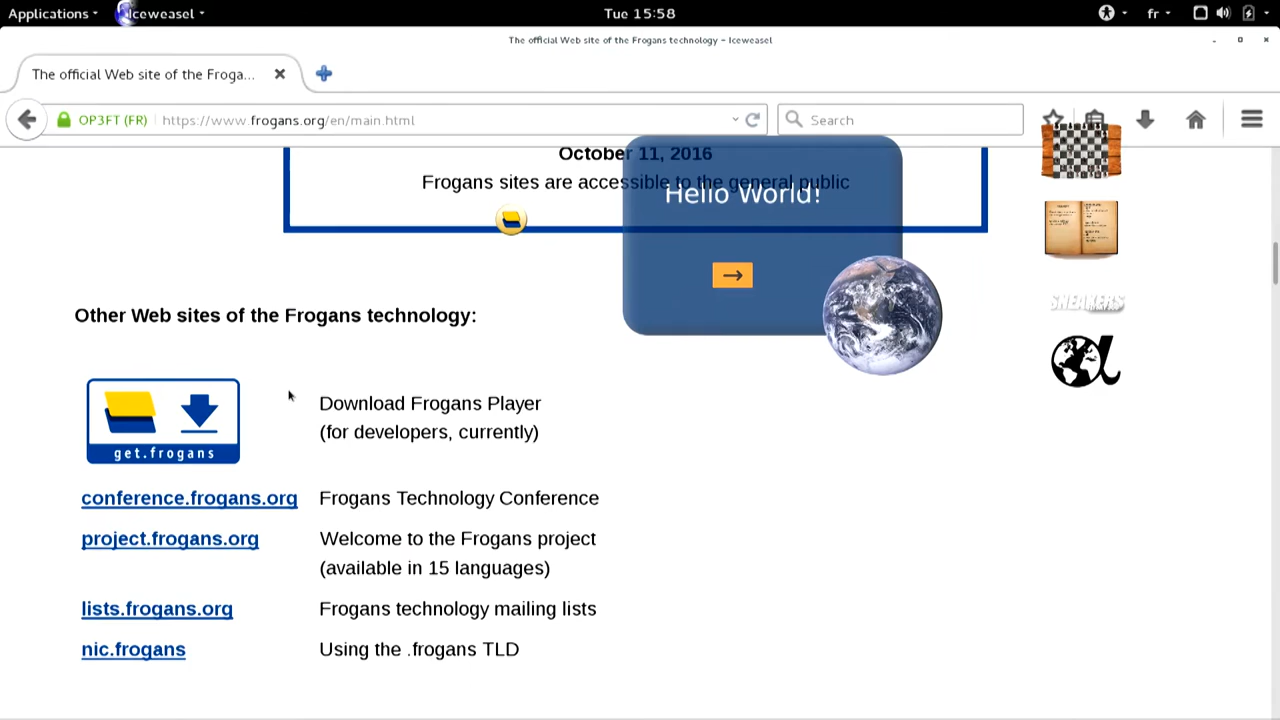 Applications
Iceweasel
Tue 15:58
fr
The official Web site of the Frogans technology – Iceweasel
The official Web site of the Froga...
OP3FT (FR)
https://www.frogans.org/en/main.html
Search
October 11, 2016
Frogans sites are accessible to the general public
Hello World!
→
SNEAKERS
Other Web sites of the Frogans technology:
get.frogans
Download Frogans Player
(for developers, currently)
conference.frogans.org Frogans Technology Conference
project.frogans.org Welcome to the Frogans project
(available in 15 languages)
lists.frogans.org Frogans technology mailing lists
nic.frogans Using the .frogans TLD